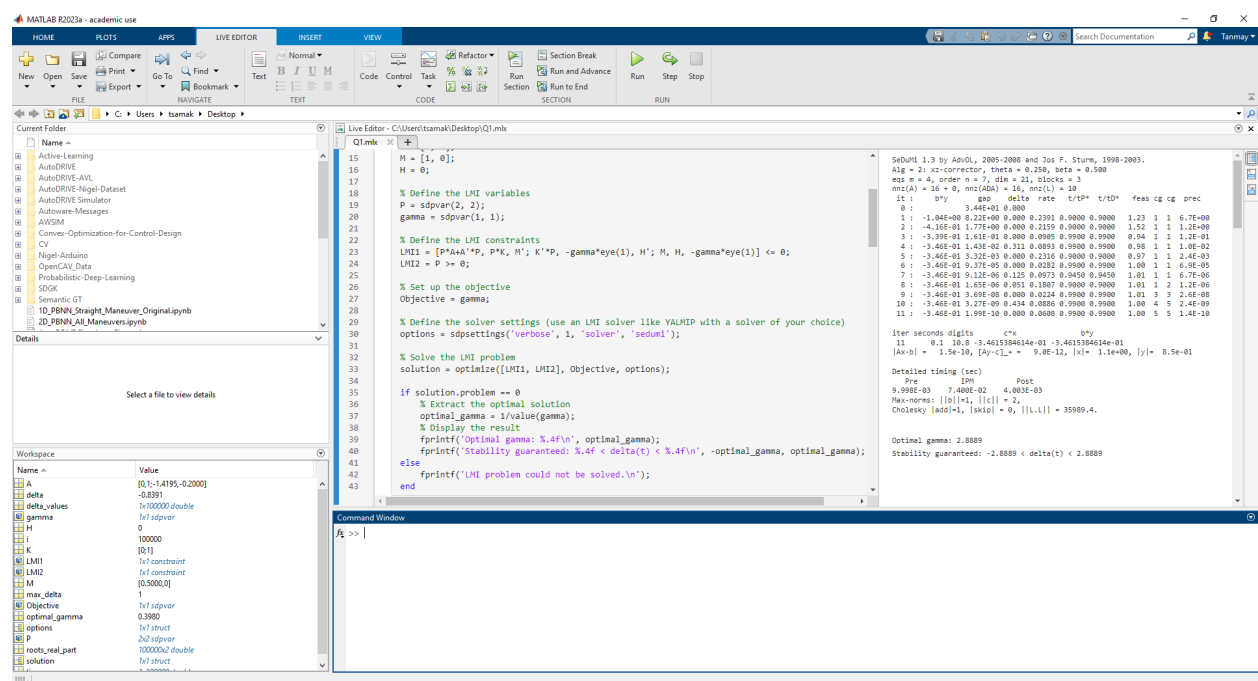 MATLAB R2023a - academic use
HOME PLOTS APPS LIVE EDITOR INSERT VIEW
Search Documentation Tanmay
New Open Save Compare Print Export
Go To Find Bookmark
Text Normal B I U M
Code Control Task Refactor
Run Section Section Break Run and Advance Run to End
Run Step Stop
FILE NAVIGATE TEXT CODE SECTION RUN
C: Users tsamak Desktop
Current Folder
Name
Active-Learning
AutoDRIVE
AutoDRIVE-AVL
AutoDRIVE-Nigel-Dataset
AutoDRIVE Simulator
Autoware-Messages
AWSIM
Convex-Optimization-for-Control-Design
CV
Nigel-Arduino
OpenCAV_Data
Probabilistic-Deep-Learning
SDGK
Semantic GT
1D_PBNN_Straight_Maneuver_Original.ipynb
2D_PBNN_All_Maneuvers.ipynb
Details
Select a file to view details
Workspace
Name Value
A [0,1;-1.4195,-0.2000]
delta -0.8391
delta_values 1x100000 double
gamma 1x1 sdpvar
H 0
i 100000
K [0;1]
LMI1 1x1 constraint
LMI2 1x1 constraint
M [0.5000,0]
max_delta 1
Objective 1x1 sdpvar
optimal_gamma 0.3980
options 1x1 struct
P 2x2 sdpvar
roots_real_part 100000x2 double
solution 1x1 struct
Live Editor - C:\Users\tsamak\Desktop\Q1.mlx
Q1.mlx
15 M = [1, 0];
16 H = 0;
17
18 % Define the LMI variables
19 P = sdpvar(2, 2);
20 gamma = sdpvar(1, 1);
21
22 % Define the LMI constraints
23 LMI1 = [P*A+A'*P, P*K, M'; K'*P, -gamma*eye(1), H'; M, H, -gamma*eye(1)] <= 0;
24 LMI2 = P >= 0;
25
26 % Set up the objective
27 Objective = gamma;
28
29 % Define the solver settings (use an LMI solver like YALMIP with a solver of your choice)
30 options = sdpsettings('verbose', 1, 'solver', 'sedumi');
31
32 % Solve the LMI problem
33 solution = optimize([LMI1, LMI2], Objective, options);
34
35 if solution.problem == 0
36 % Extract the optimal solution
37 optimal_gamma = 1/value(gamma);
38 % Display the result
39 fprintf('Optimal gamma: %.4f\n', optimal_gamma);
40 fprintf('Stability guaranteed: %.4f < delta(t) < %.4f\n', -optimal_gamma, optimal_gamma);
41 else
42 fprintf('LMI problem could not be solved.\n');
43 end
SeDuMi 1.3 by AdvOL, 2005-2008 and Jos F. Sturm, 1998-2003.
Alg = 2: xz-corrector, theta = 0.250, beta = 0.500
eqs m = 4, order n = 7, dim = 21, blocks = 3
nnz(A) = 16 + 0, nnz(ADA) = 16, nnz(L) = 10
it : b*y gap delta rate t/tP* t/tD* feas cg cg prec
0 : 3.44E+01 0.000
1 : -1.04E+00 8.22E+00 0.000 0.2391 0.9000 0.9000 1.23 1 1 6.7E+00
2 : -4.16E-01 1.77E+00 0.000 0.2159 0.9000 0.9000 1.52 1 1 1.2E+00
3 : -3.39E-01 1.61E-01 0.000 0.0905 0.9900 0.9900 0.94 1 1 1.2E-01
4 : -3.46E-01 1.43E-02 0.311 0.0893 0.9900 0.9900 0.98 1 1 1.0E-02
5 : -3.46E-01 3.32E-03 0.000 0.2316 0.9000 0.9000 0.97 1 1 2.4E-03
6 : -3.46E-01 9.37E-05 0.000 0.0282 0.9900 0.9900 1.00 1 1 6.9E-05
7 : -3.46E-01 9.12E-06 0.125 0.0973 0.9450 0.9450 1.01 1 1 6.7E-06
8 : -3.46E-01 1.65E-06 0.051 0.1807 0.9000 0.9000 1.01 1 2 1.2E-06
9 : -3.46E-01 3.69E-08 0.000 0.0224 0.9900 0.9900 1.01 3 3 2.6E-08
10 : -3.46E-01 3.27E-09 0.434 0.0886 0.9900 0.9900 1.00 4 5 2.4E-09
11 : -3.46E-01 1.99E-10 0.000 0.0608 0.9900 0.9900 1.00 5 5 1.4E-10
iter seconds digits c*x b*y
11 0.1 10.8 -3.4615384614e-01 -3.4615384614e-01
|Ax-b| = 1.5e-10, [Ay-c]_+ = 9.0E-12, |x|= 1.1e+00, |y|= 8.5e-01
Detailed timing (sec)
Pre IPM Post
9.998E-03 7.400E-02 4.003E-03
Max-norms: ||b||=1, ||c|| = 2,
Cholesky |add|=1, |skip| = 0, ||L.L|| = 35989.4.
Optimal gamma: 2.8889
Stability guaranteed: -2.8889 < delta(t) < 2.8889
Command Window
fx >>